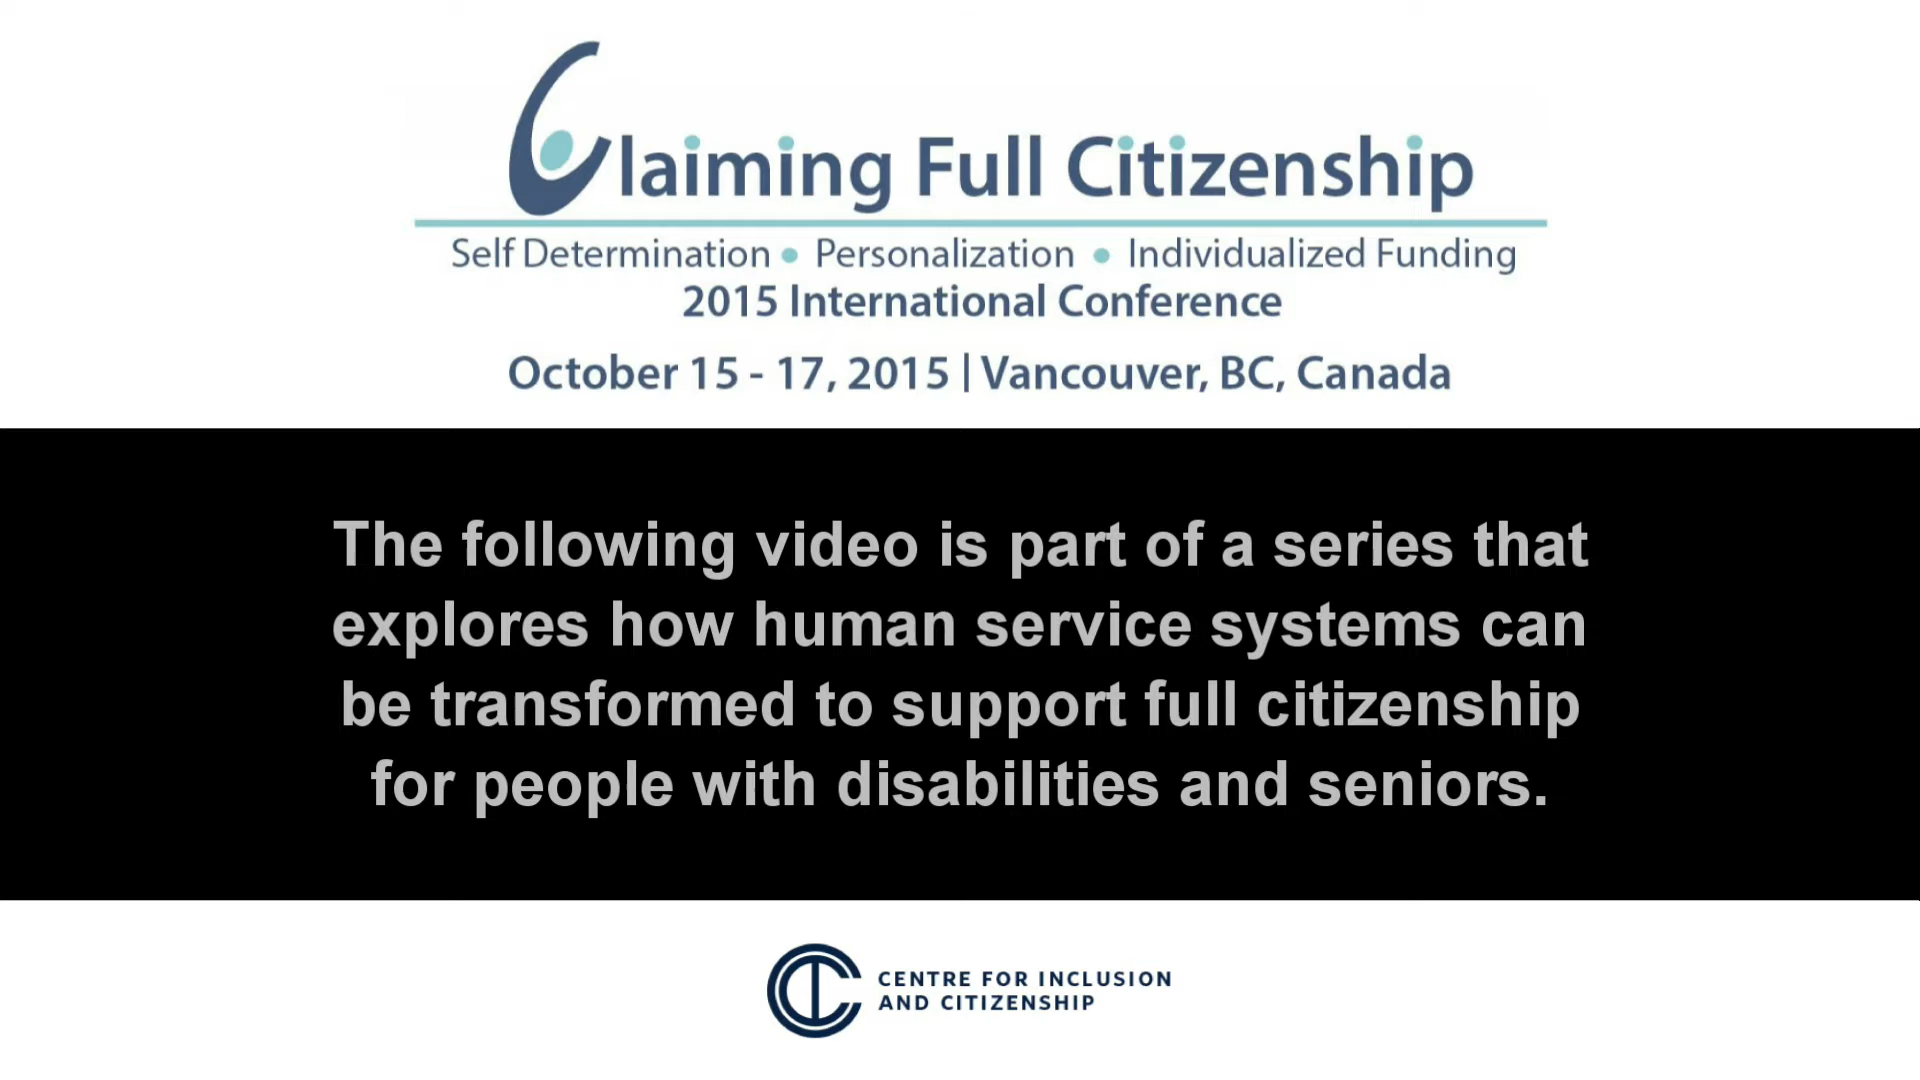 Claiming Full Citizenship
Self Determination • Personalization • Individualized Funding
2015 International Conference
October 15 - 17, 2015 | Vancouver, BC, Canada
The following video is part of a series that
explores how human service systems can
be transformed to support full citizenship
for people with disabilities and seniors.
CENTRE FOR INCLUSION
AND CITIZENSHIP